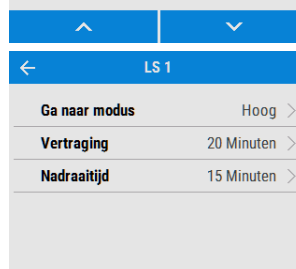 LS 1
Ga naar modus Hoog
Vertraging 20 Minuten
Nadraaitijd 15 Minuten